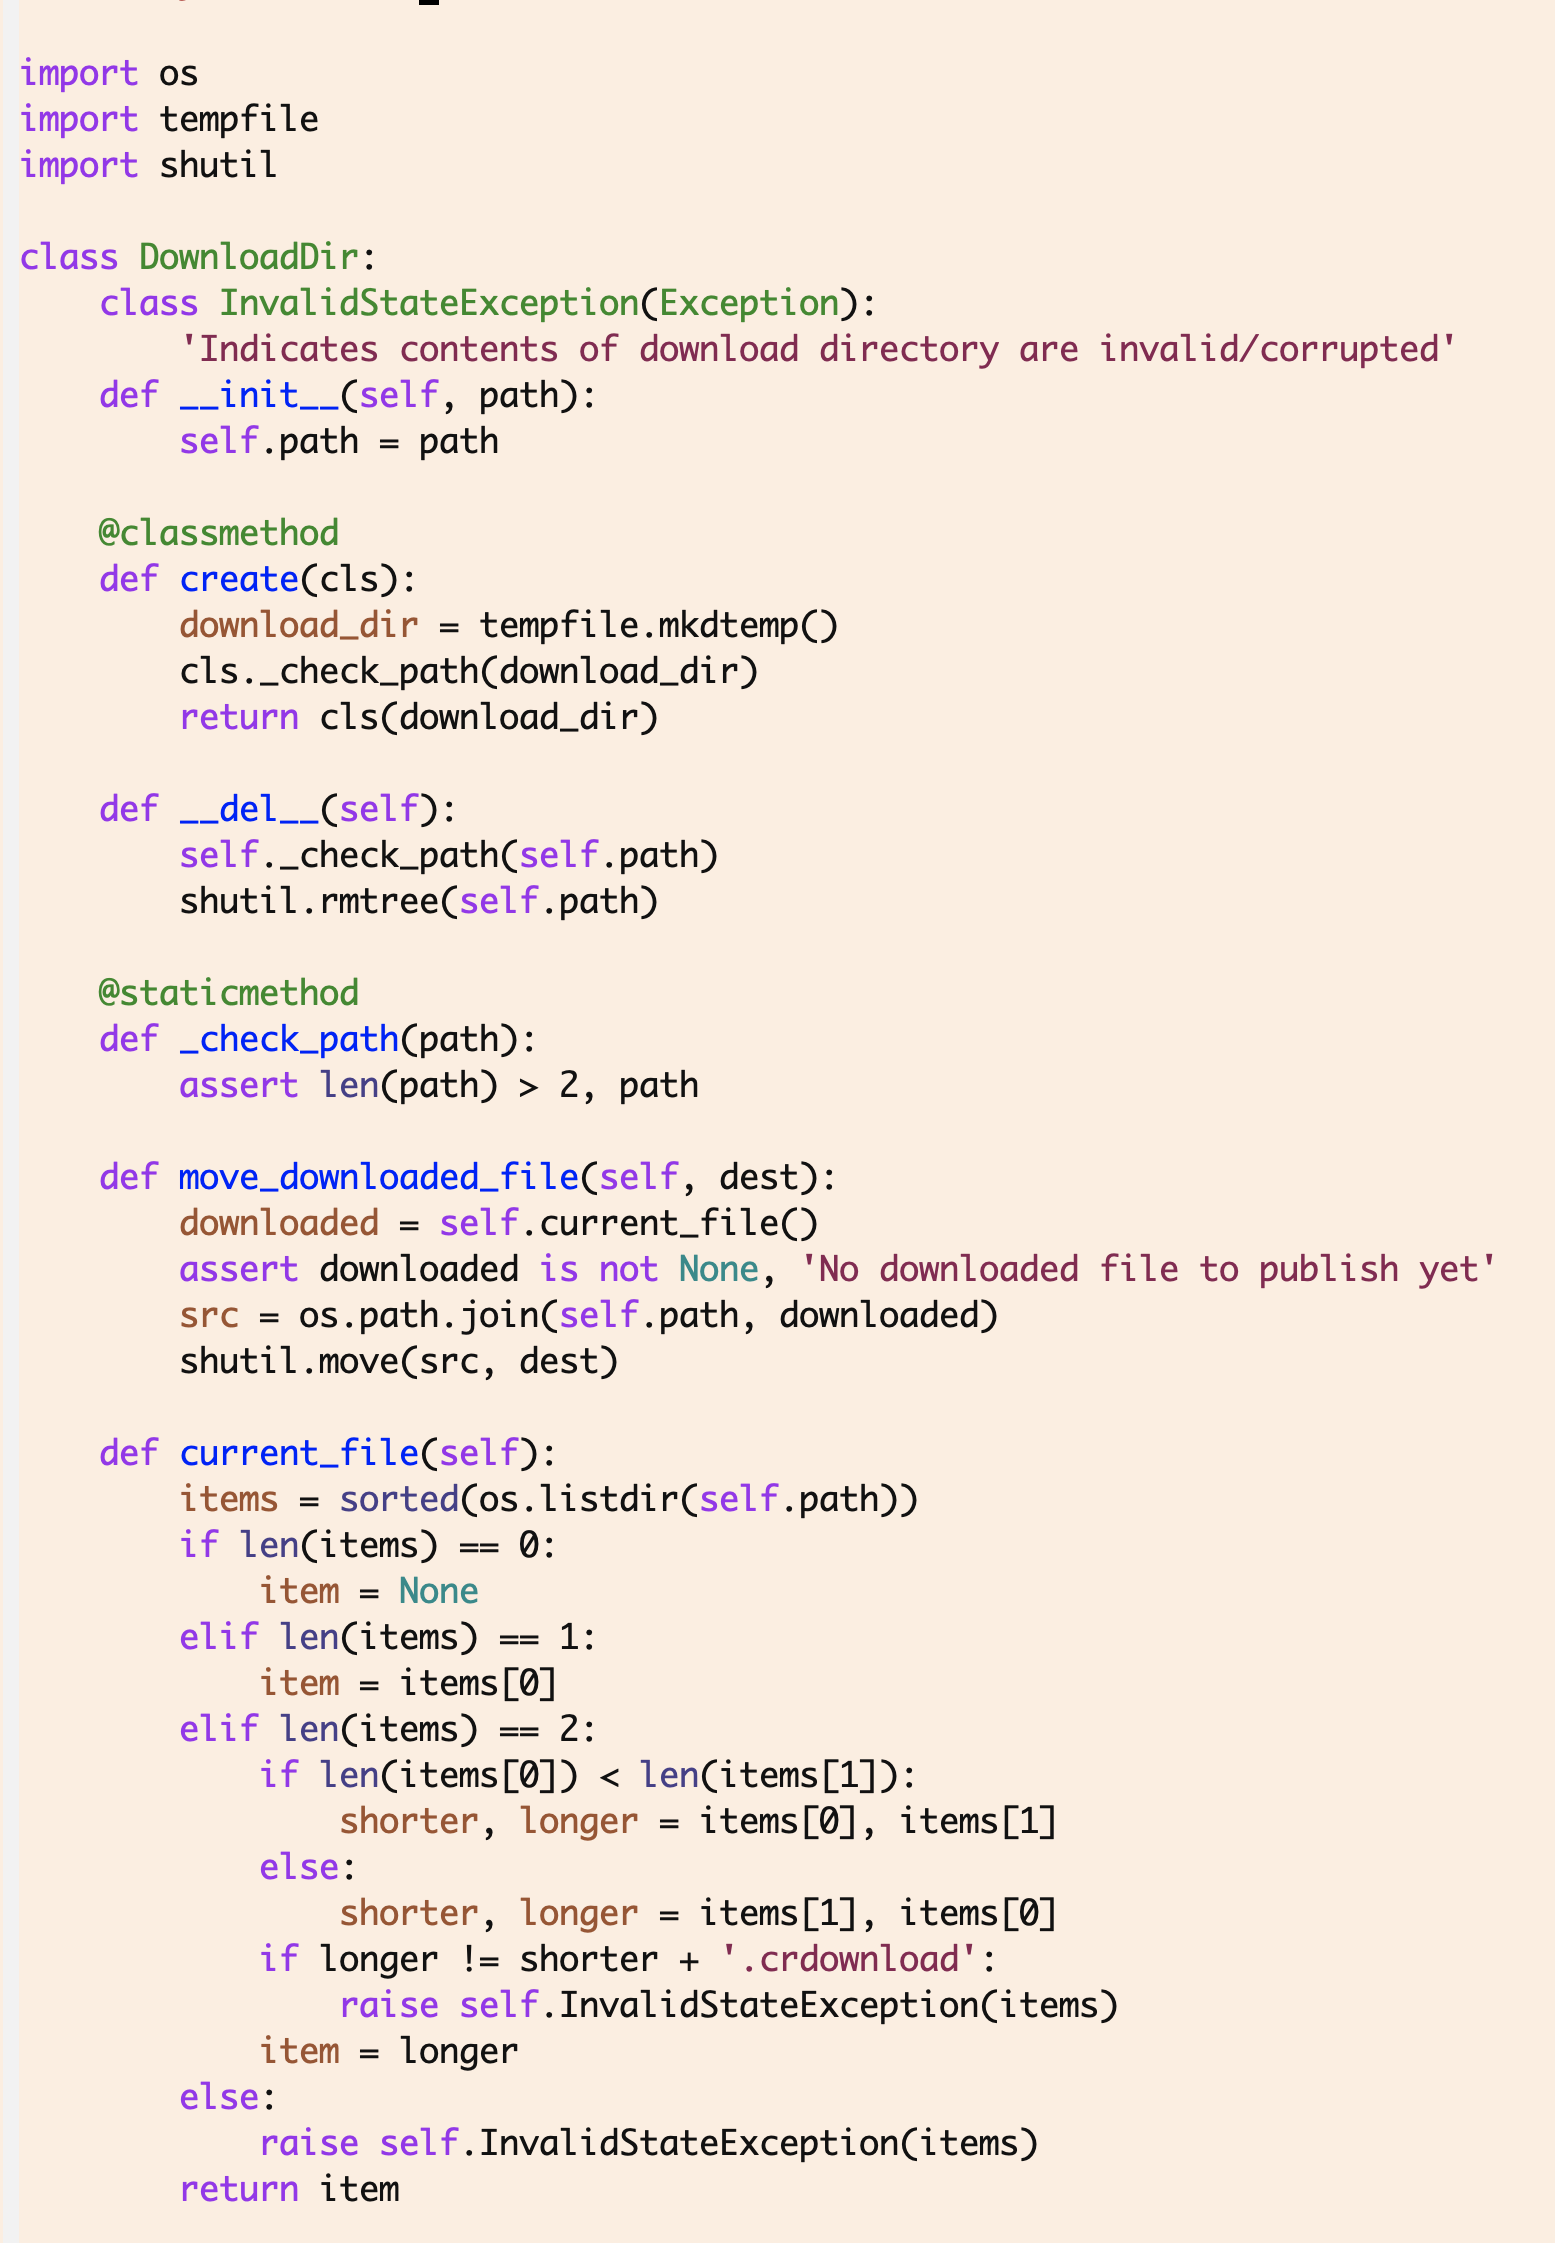 import os
import tempfile
import shutil

class DownloadDir:
    class InvalidStateException(Exception):
        'Indicates contents of download directory are invalid/corrupted'
    def __init__(self, path):
        self.path = path

    @classmethod
    def create(cls):
        download_dir = tempfile.mkdtemp()
        cls._check_path(download_dir)
        return cls(download_dir)

    def __del__(self):
        self._check_path(self.path)
        shutil.rmtree(self.path)

    @staticmethod
    def _check_path(path):
        assert len(path) > 2, path

    def move_downloaded_file(self, dest):
        downloaded = self.current_file()
        assert downloaded is not None, 'No downloaded file to publish yet'
        src = os.path.join(self.path, downloaded)
        shutil.move(src, dest)

    def current_file(self):
        items = sorted(os.listdir(self.path))
        if len(items) == 0:
            item = None
        elif len(items) == 1:
            item = items[0]
        elif len(items) == 2:
            if len(items[0]) < len(items[1]):
                shorter, longer = items[0], items[1]
            else:
                shorter, longer = items[1], items[0]
            if longer != shorter + '.crdownload':
                raise self.InvalidStateException(items)
            item = longer
        else:
            raise self.InvalidStateException(items)
        return item